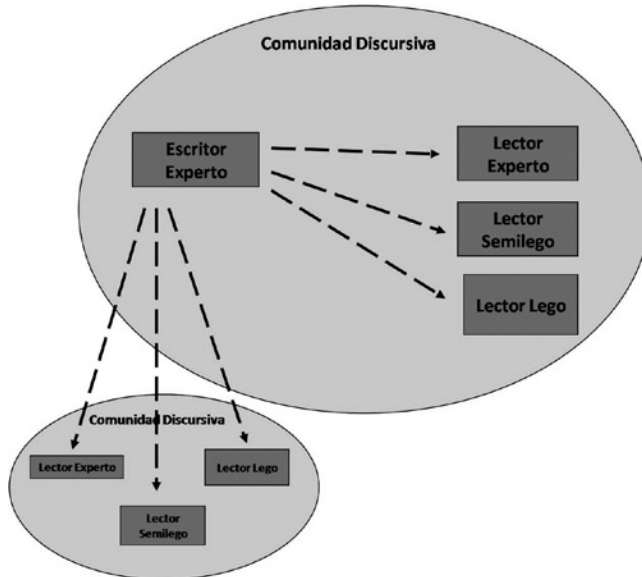 Comunidad Discursiva
Escritor
Experto
Lector
Experto
Lector
Semilego
Lector Lego
Comunidad Discursiva
Lector Experto
Lector Lego
Lector
Semilego